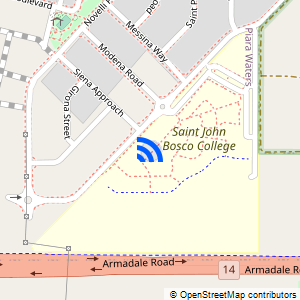 Novelli
Messina Way
Saint P
Modena Road
Siena Approach
Girona Street
Piara Waters
Saint John
Bosco College
Armadale Road
14
Armadale Ro
© OpenStreetMap contributors